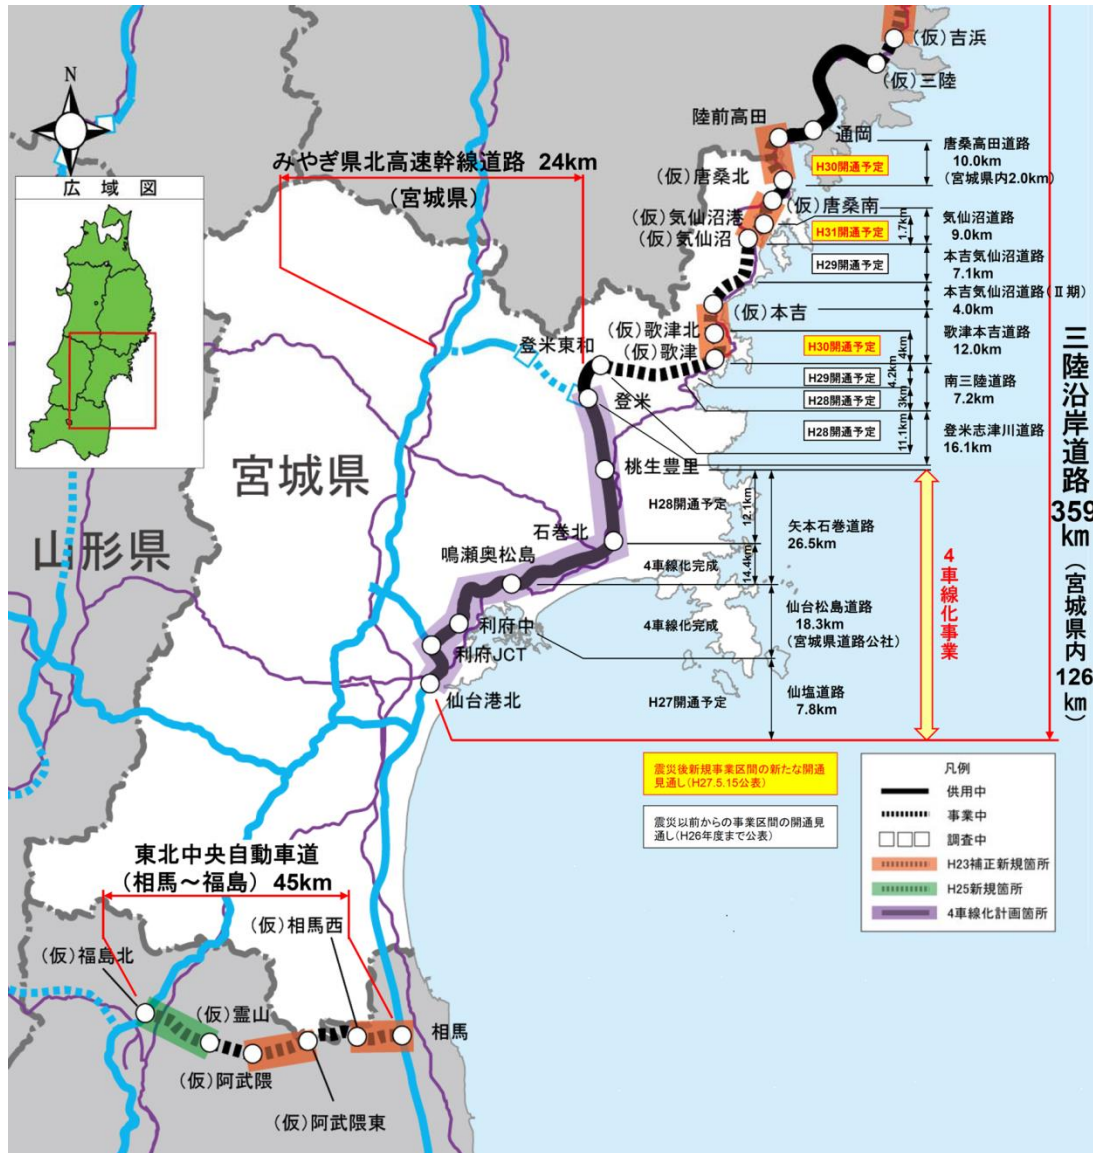 (仮)吉浜
(仮)三陸
N
陸前高田
通岡
唐桑高田道路
10.0km
(宮城県内2.0km)
みやぎ県北高速幹線道路 24km
(宮城県)
H30開通予定
(仮)唐桑北
広域図
(仮)唐桑南
(仮)気仙沼港
(仮)気仙沼
H31開通予定
1.7km
気仙沼道路
9.0km
H29開通予定
本吉気仙沼道路
7.1km
本吉気仙沼道路(Ⅱ期)
4.0km
(仮)本吉
(仮)歌津北
(仮)歌津
H30開通予定
4km
歌津本吉道路
12.0km
登米東和
H29開通予定
4.2km
H28開通予定
3km
南三陸道路
7.2km
登米
H28開通予定
11.1km
登米志津川道路
16.1km
三陸沿岸道路
359km
(宮城県内126km)
宮城県
桃生豊里
山形県
H28開通予定
12.1km
石巻北
矢本石巻道路
26.5km
4車線化事業
鳴瀬奥松島
4車線化完成
14.4km
利府中
4車線化完成
仙台松島道路
18.3km
(宮城県道路公社)
利府JCT
仙台港北
H27開通予定
仙塩道路
7.8km
震災後新規事業区間の新たな開通
見通し(H27.5.15公表)
震災以前からの事業区間の開通見
通し(H26年度まで公表)
凡例
供用中
事業中
調査中
H23補正新規箇所
H25新規箇所
4車線化計画箇所
東北中央自動車道
(相馬～福島) 45km
(仮)相馬西
(仮)福島北
(仮)霊山
相馬
(仮)阿武隈
(仮)阿武隈東